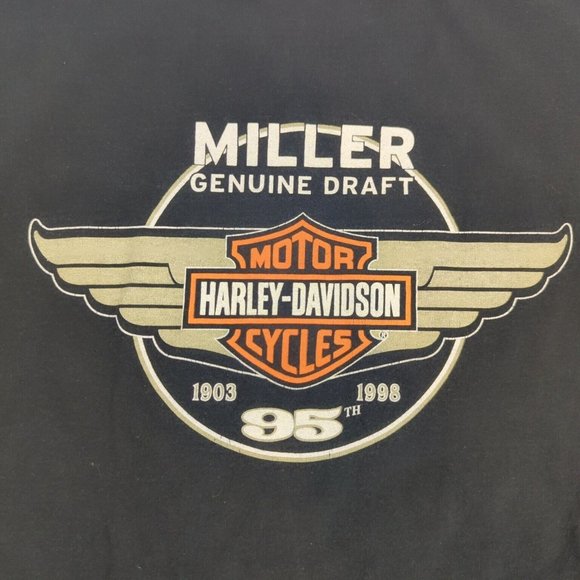 MILLER
GENUINE DRAFT
MOTOR
HARLEY-DAVIDSON
CYCLES ®
1903 1998
95TH